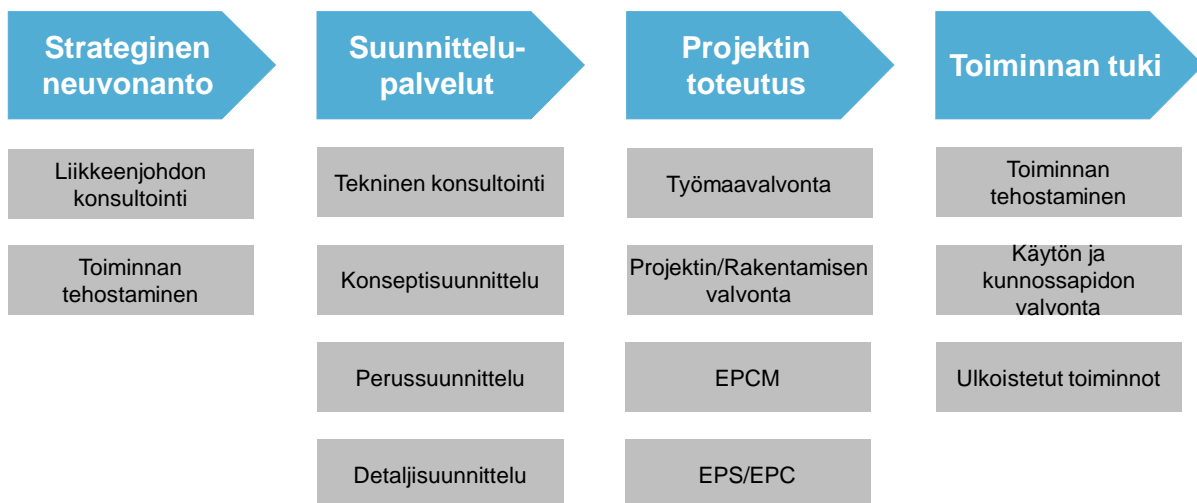 Strateginen
neuvonanto
Suunnittelu-
palvelut
Projektin
toteutus
Toiminnan tuki
Liikkeenjohdon
konsultointi
Toiminnan
tehostaminen
Tekninen konsultointi
Konseptisuunnittelu
Perussuunnittelu
Detaljisuunnittelu
Työmaavalvonta
Projektin/Rakentamisen
valvonta
EPCM
EPS/EPC
Toiminnan
tehostaminen
Käytön ja
kunnossapidon
valvonta
Ulkoistetut toiminnot